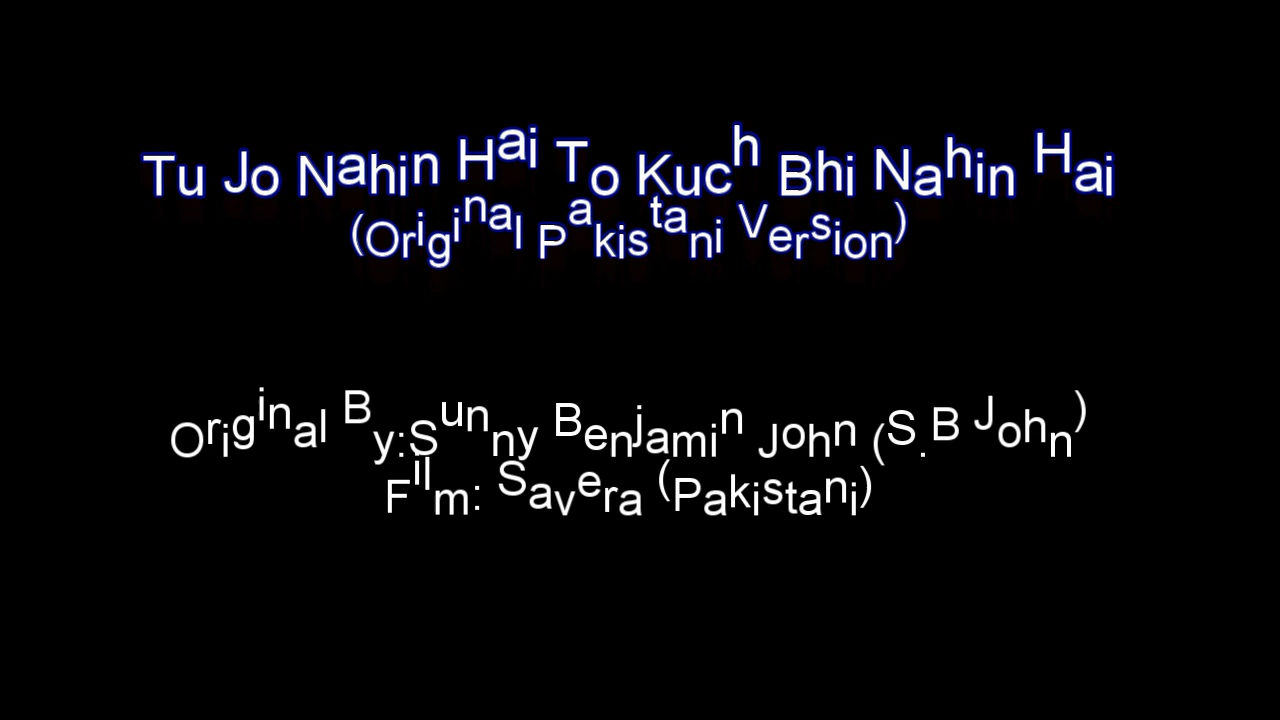 Tu Jo Nahin Hai To Kuch Bhi Nahin Hai
(Original Pakistani Version)
Original By:Sunny Benjamin John (S.B John)
Film: Savera (Pakistani)